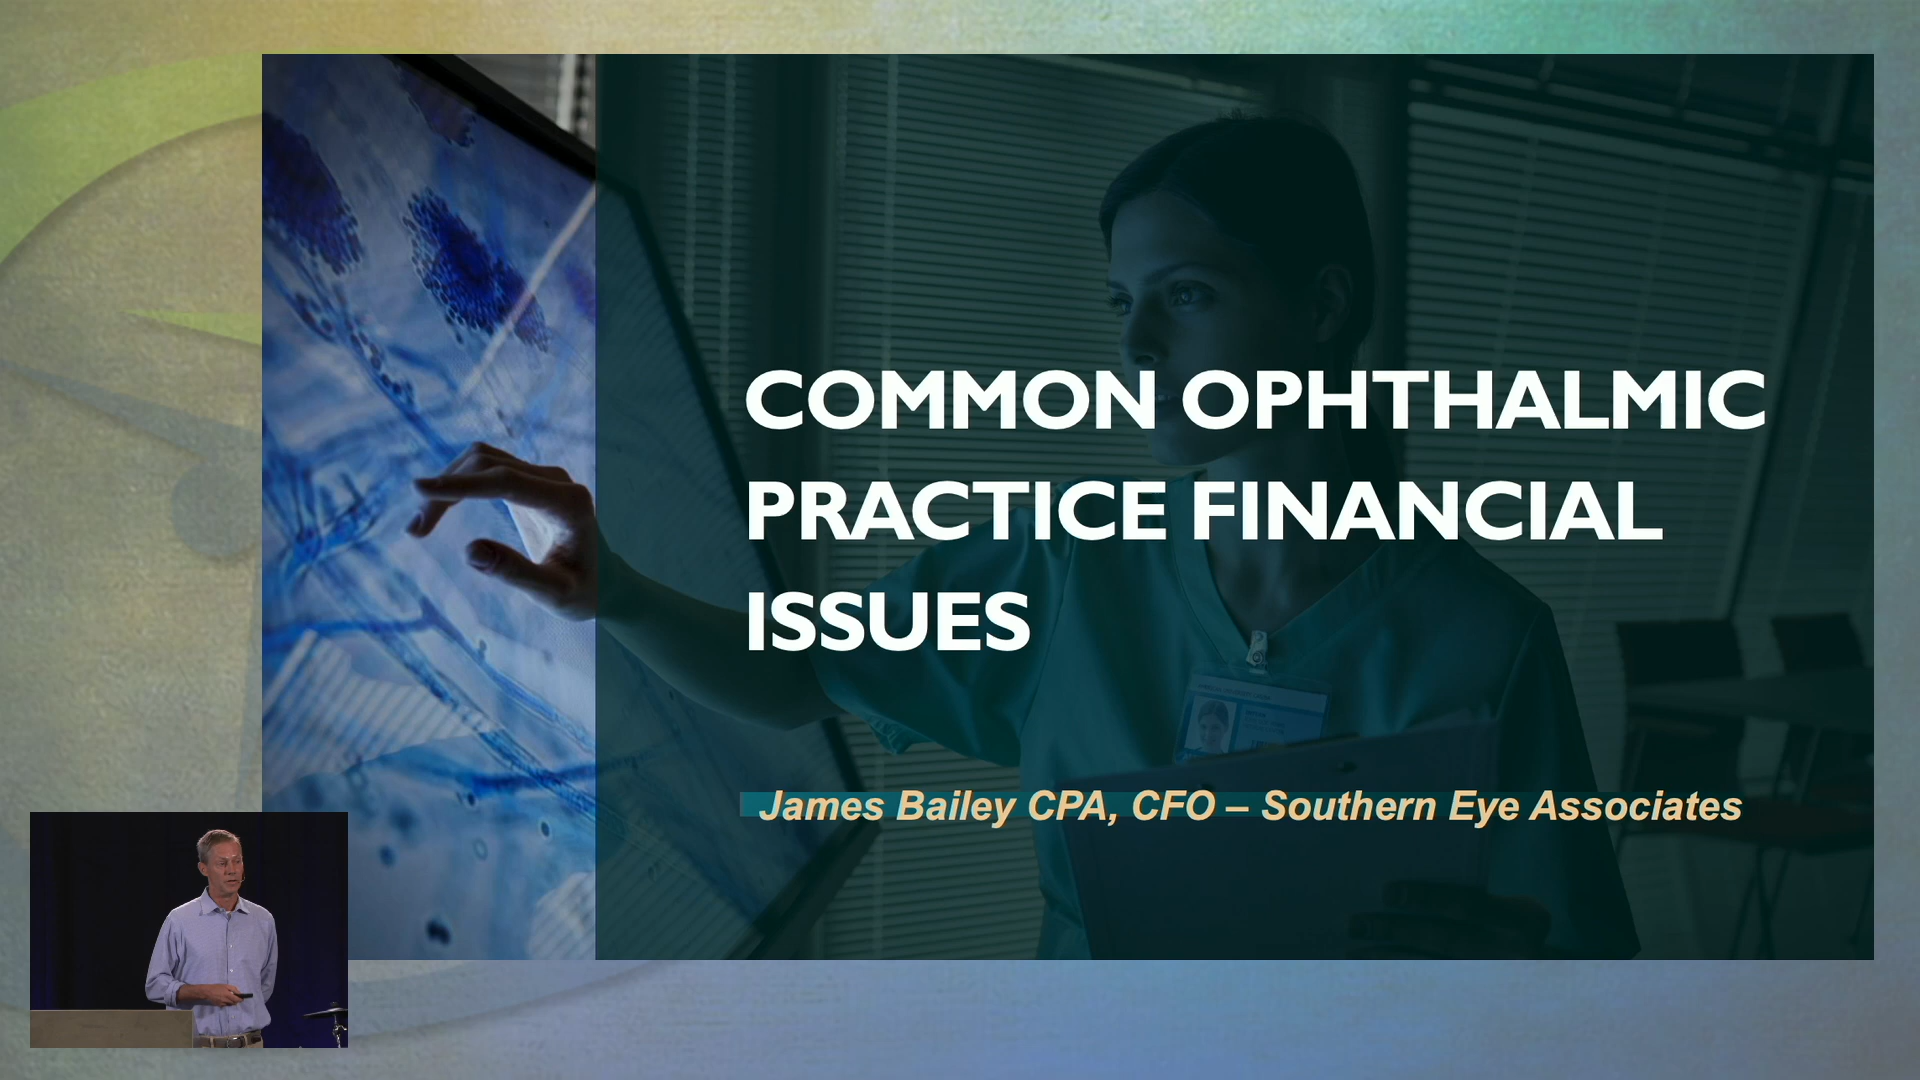 COMMON OPHTHALMIC
PRACTICE FINANCIAL
ISSUES
James Bailey CPA, CFO – Southern Eye Associates